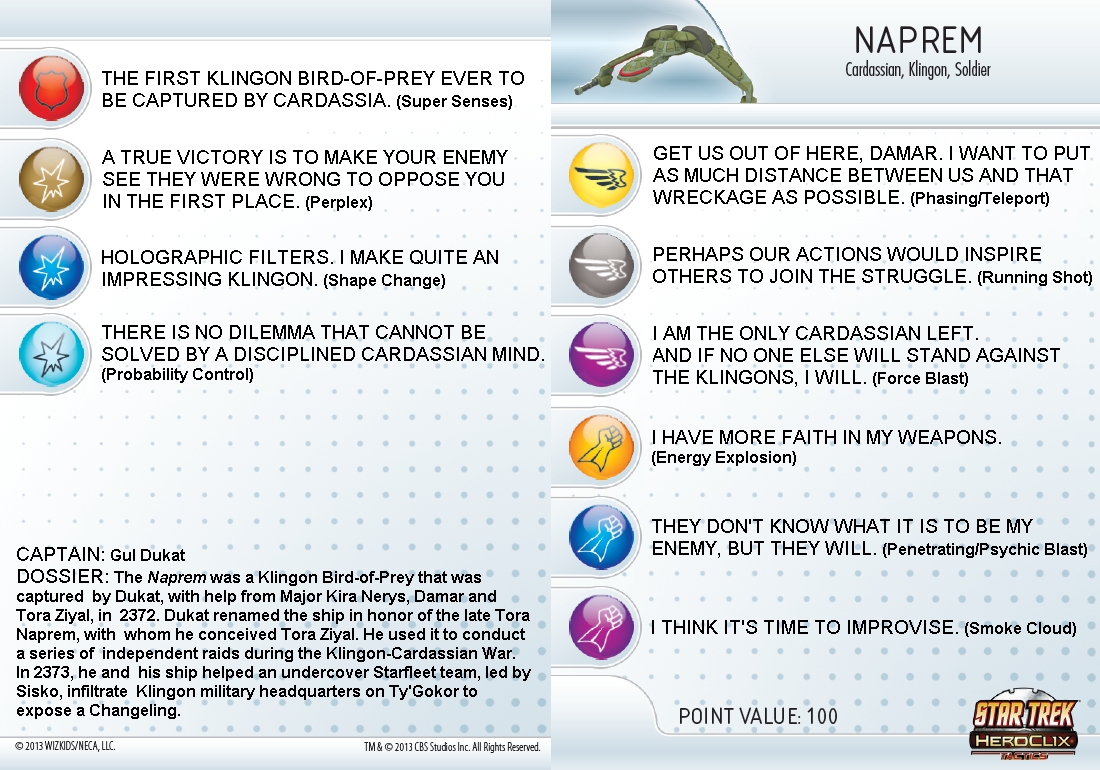 THE FIRST KLINGON BIRD-OF-PREY EVER TO
BE CAPTURED BY CARDASSIA. (Super Senses)
A TRUE VICTORY IS TO MAKE YOUR ENEMY
SEE THEY WERE WRONG TO OPPOSE YOU
IN THE FIRST PLACE. (Perplex)
HOLOGRAPHIC FILTERS. I MAKE QUITE AN
IMPRESSING KLINGON. (Shape Change)
THERE IS NO DILEMMA THAT CANNOT BE
SOLVED BY A DISCIPLINED CARDASSIAN MIND.
(Probability Control)
CAPTAIN: Gul Dukat
DOSSIER: The Naprem was a Klingon Bird-of-Prey that was
captured by Dukat, with help from Major Kira Nerys, Damar and
Tora Ziyal, in 2372. Dukat renamed the ship in honor of the late Tora
Naprem, with whom he conceived Tora Ziyal. He used it to conduct
a series of independent raids during the Klingon-Cardassian War.
In 2373, he and his ship helped an undercover Starfleet team, led by
Sisko, infiltrate Klingon military headquarters on Ty'Gokor to
expose a Changeling.
© 2013 WIZKIDS/NECA, LLC.
TM & © 2013 CBS Studios Inc. All Rights Reserved.
NAPREM
Cardassian, Klingon, Soldier
GET US OUT OF HERE, DAMAR. I WANT TO PUT
AS MUCH DISTANCE BETWEEN US AND THAT
WRECKAGE AS POSSIBLE. (Phasing/Teleport)
PERHAPS OUR ACTIONS WOULD INSPIRE
OTHERS TO JOIN THE STRUGGLE. (Running Shot)
I AM THE ONLY CARDASSIAN LEFT.
AND IF NO ONE ELSE WILL STAND AGAINST
THE KLINGONS, I WILL. (Force Blast)
I HAVE MORE FAITH IN MY WEAPONS.
(Energy Explosion)
THEY DON'T KNOW WHAT IT IS TO BE MY
ENEMY, BUT THEY WILL. (Penetrating/Psychic Blast)
I THINK IT'S TIME TO IMPROVISE. (Smoke Cloud)
POINT VALUE: 100
STAR TREK
HEROCLIX
TACTICS